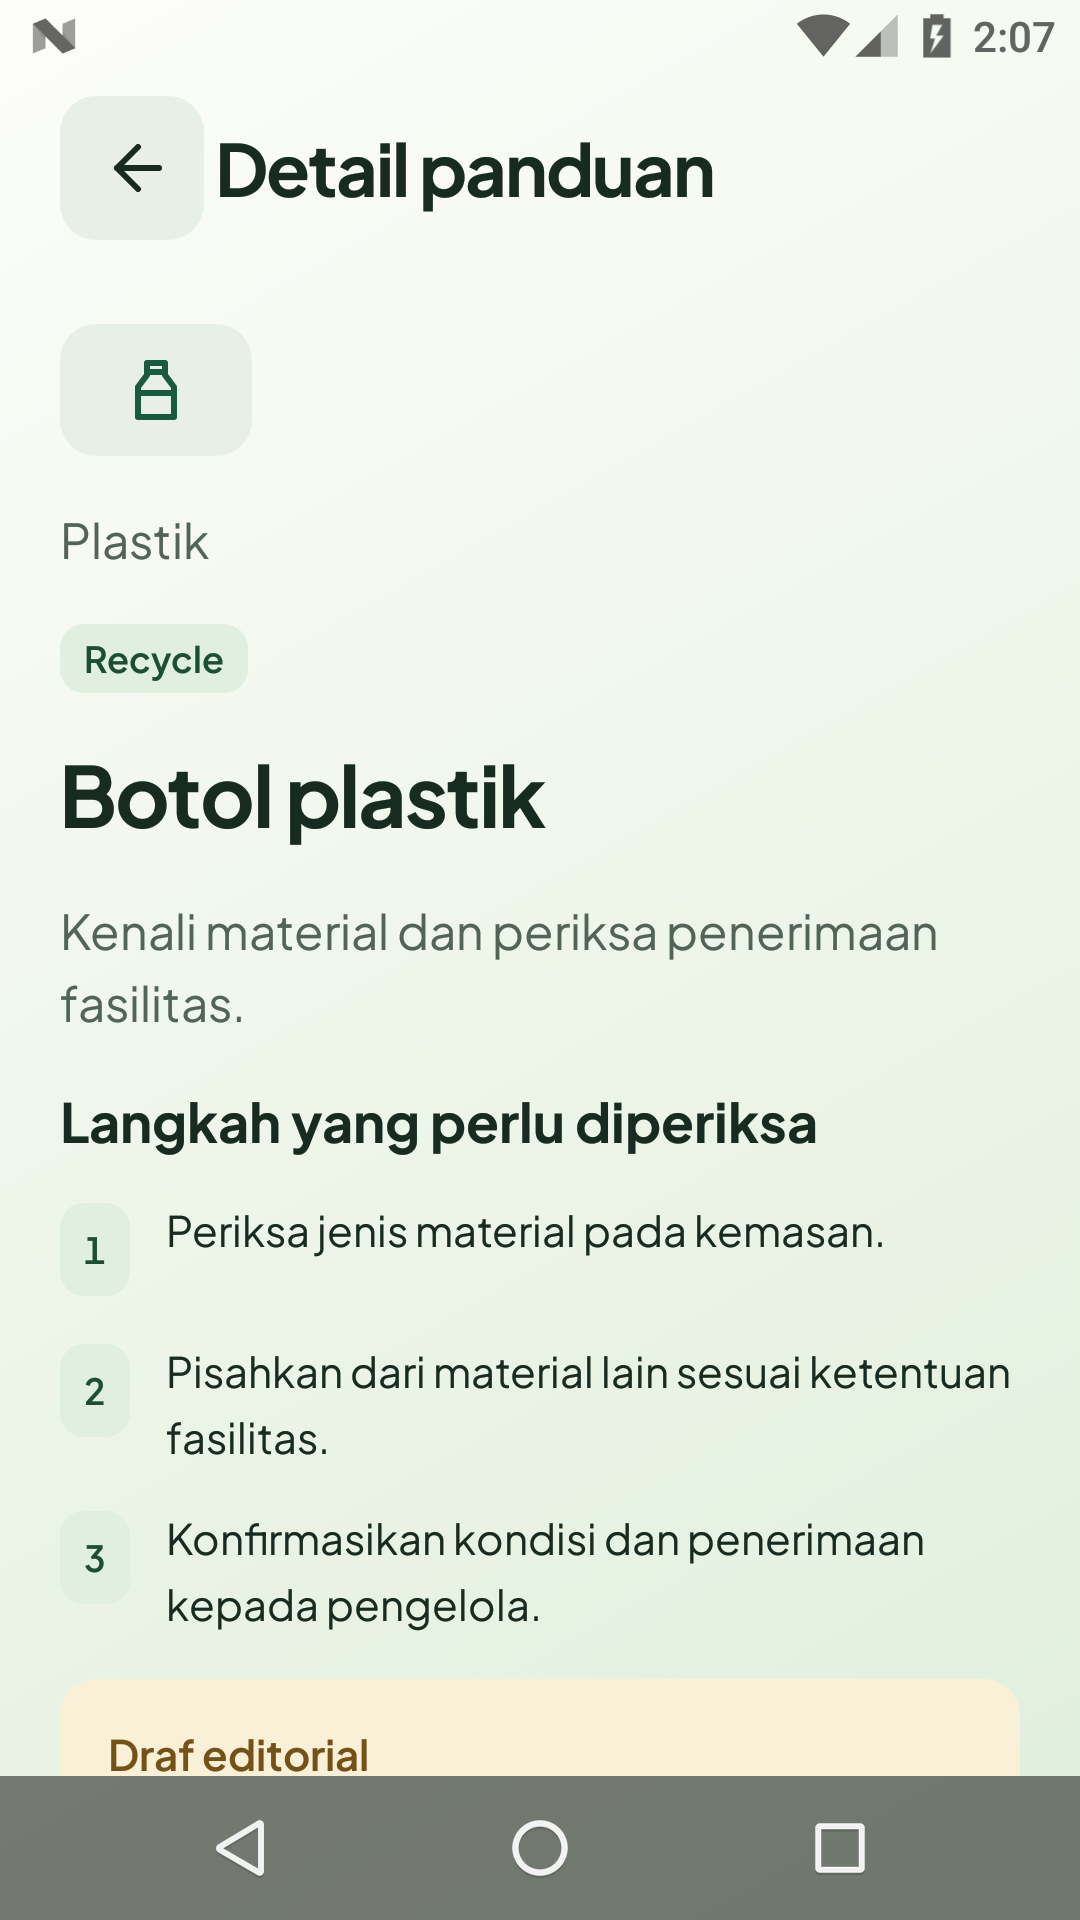 2:07
Detail panduan
Plastik
Recycle
Botol plastik
Kenali material dan periksa penerimaan
fasilitas.
Langkah yang perlu diperiksa
1
Periksa jenis material pada kemasan.
2
Pisahkan dari material lain sesuai ketentuan
fasilitas.
3
Konfirmasikan kondisi dan penerimaan
kepada pengelola.
Draf editorial